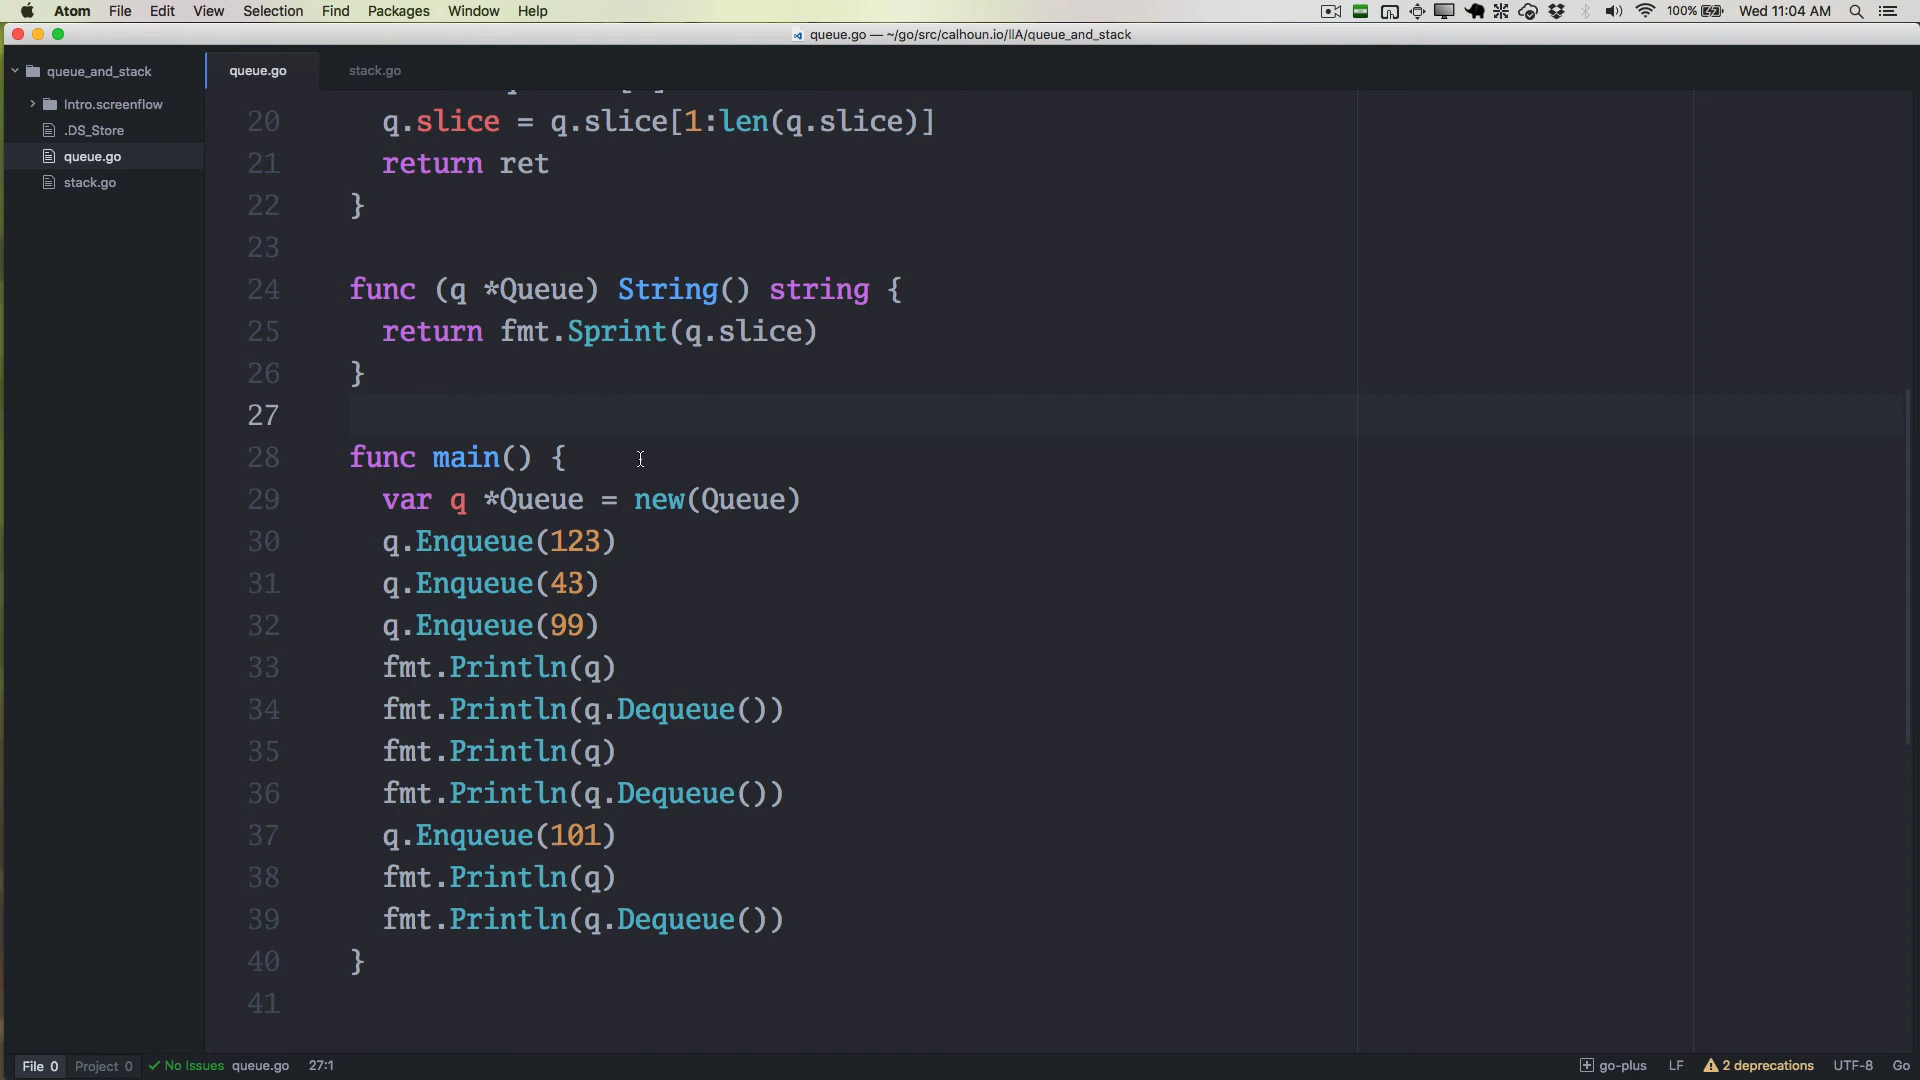 Atom File Edit View Selection Find Packages Window Help 100% Wed 11:04 AM
queue.go — ~/go/src/calhoun.io/llA/queue_and_stack
queue_and_stack
Intro.screenflow
.DS_Store
queue.go
stack.go
queue.go stack.go
20 q.slice = q.slice[1:len(q.slice)]
21 return ret
22 }
23
24 func (q *Queue) String() string {
25 return fmt.Sprint(q.slice)
26 }
27
28 func main() {
29 var q *Queue = new(Queue)
30 q.Enqueue(123)
31 q.Enqueue(43)
32 q.Enqueue(99)
33 fmt.Println(q)
34 fmt.Println(q.Dequeue())
35 fmt.Println(q)
36 fmt.Println(q.Dequeue())
37 q.Enqueue(101)
38 fmt.Println(q)
39 fmt.Println(q.Dequeue())
40 }
41
File 0 Project 0 No Issues queue.go 27:1 go-plus LF 2 deprecations UTF-8 Go